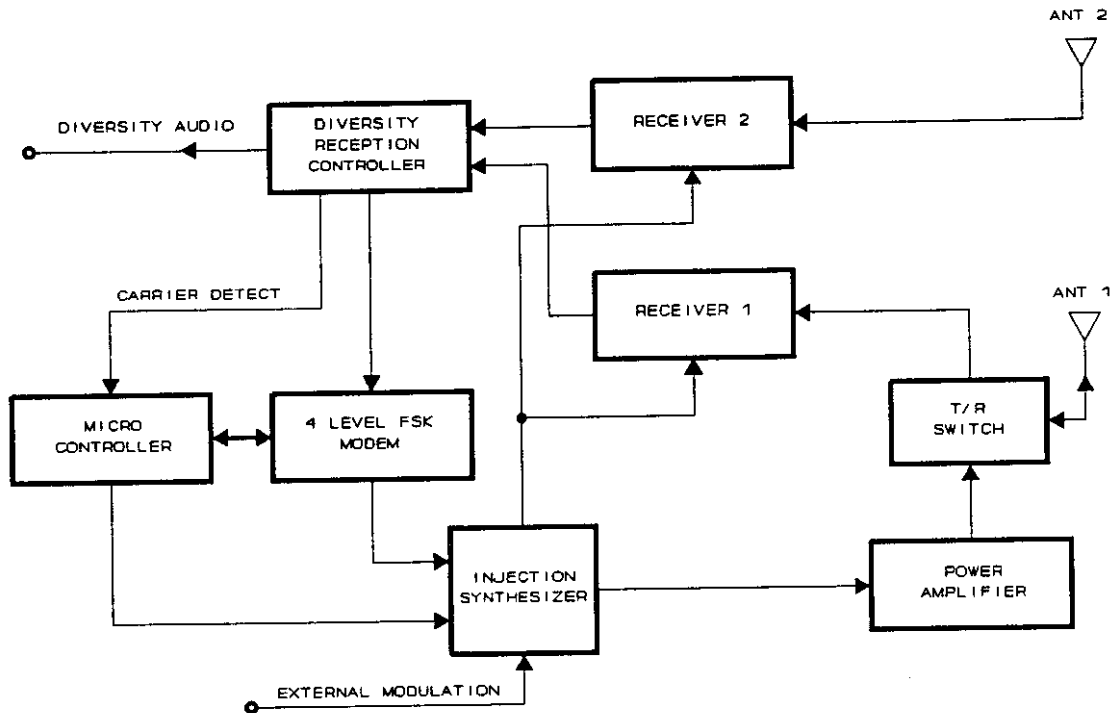 ANT 2
DIVERSITY AUDIO
DIVERSITY
RECEPTION
CONTROLLER
RECEIVER 2
CARRIER DETECT
RECEIVER 1
ANT 1
MICRO
CONTROLLER
4 LEVEL FSK
MODEM
T/R
SWITCH
INJECTION
SYNTHESIZER
POWER
AMPLIFIER
EXTERNAL MODULATION